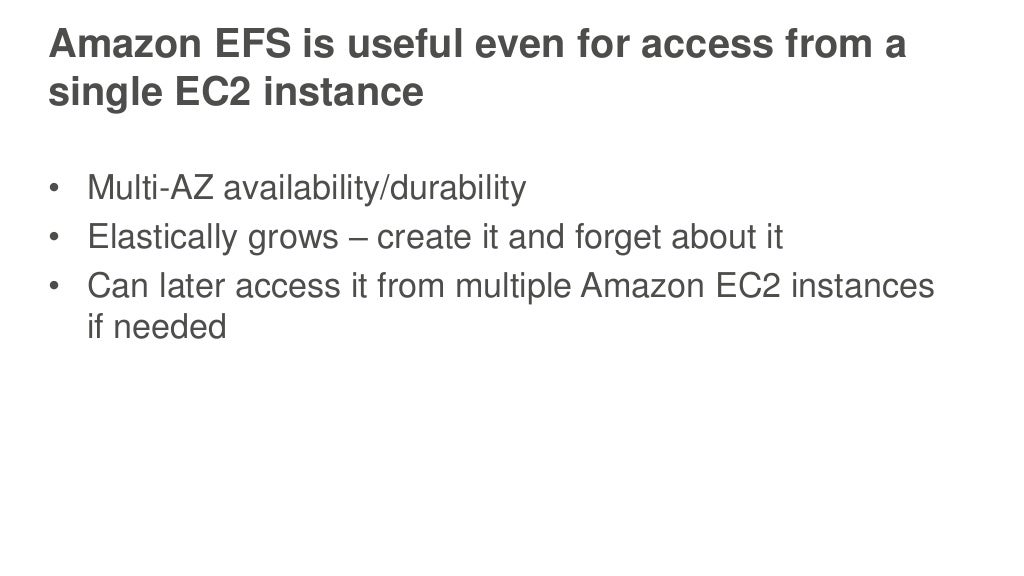 Amazon EFS is useful even for access from a
single EC2 instance
• Multi-AZ availability/durability
• Elastically grows – create it and forget about it
• Can later access it from multiple Amazon EC2 instances
if needed